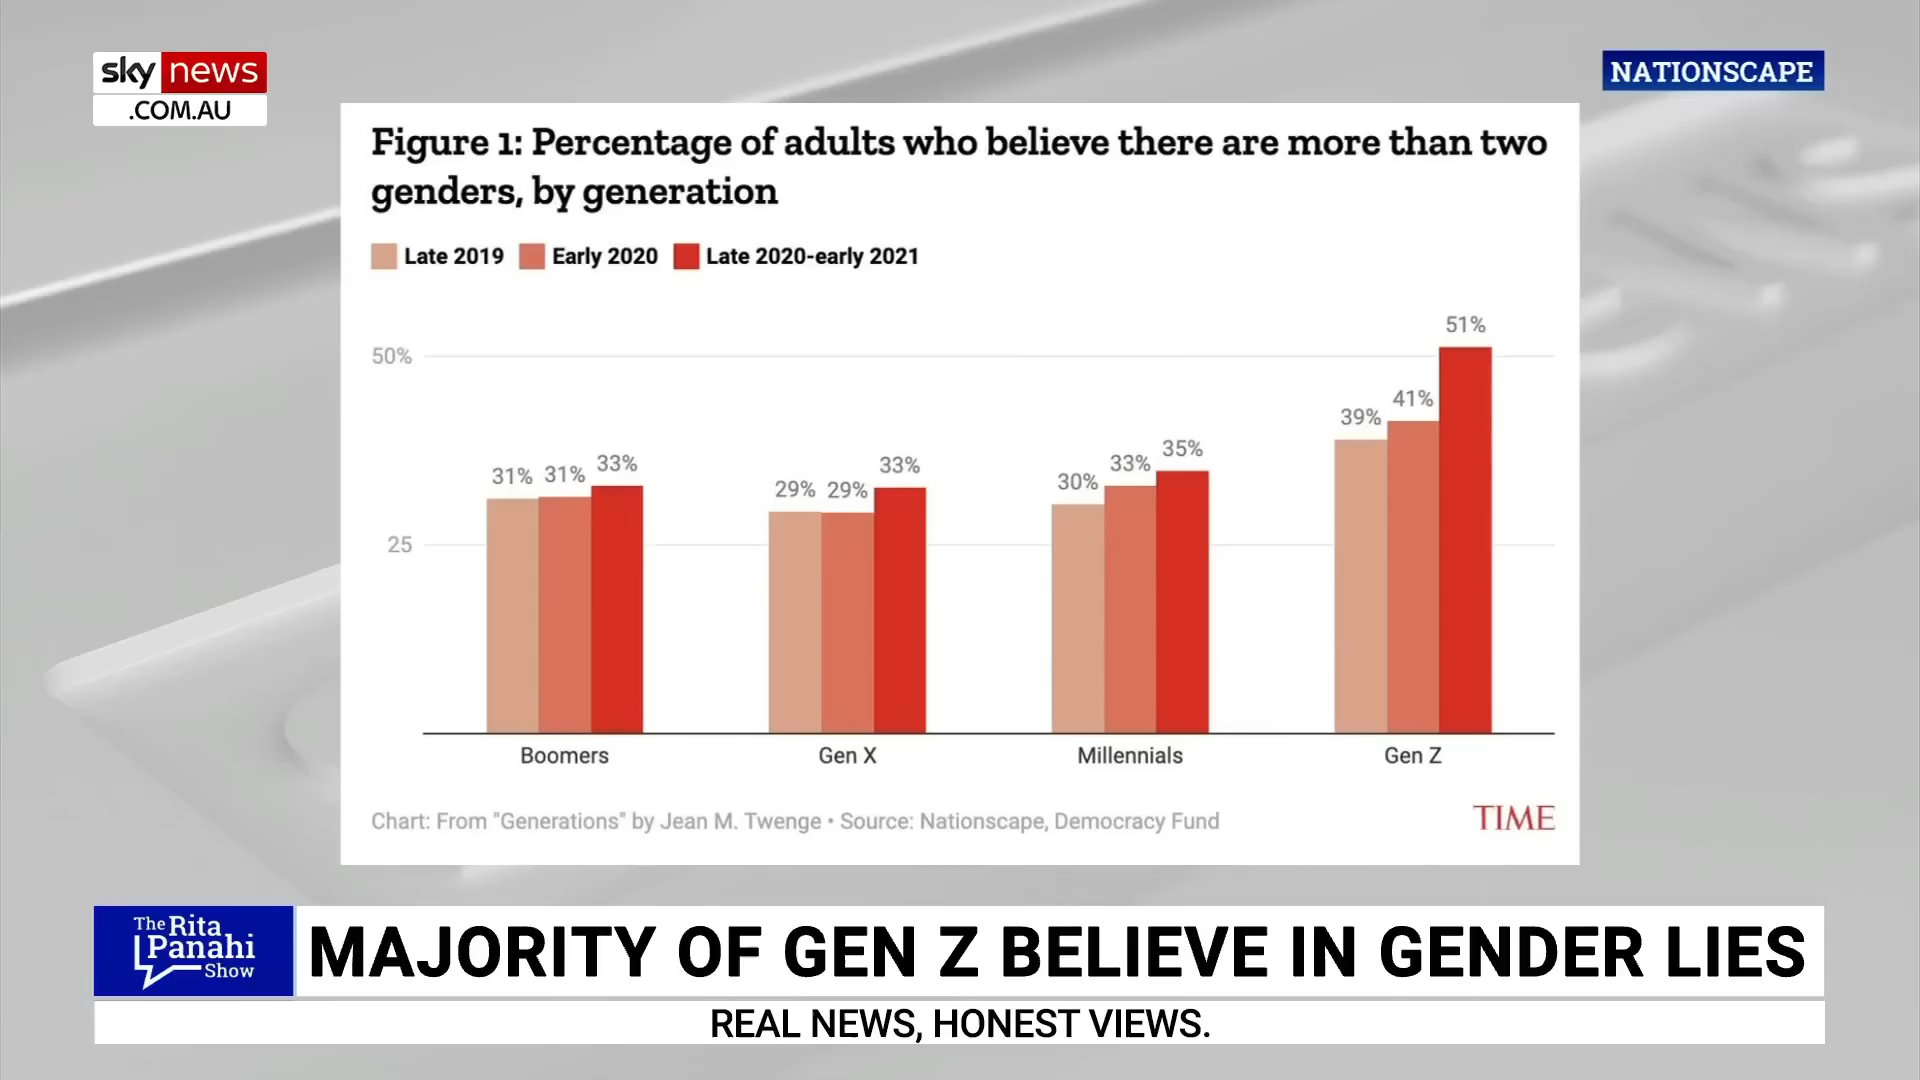 sky news
.COM.AU
NATIONSCAPE
Figure 1: Percentage of adults who believe there are more than two
genders, by generation
Late 2019 Early 2020 Late 2020-early 2021
50%
25
31% 31% 33%
29% 29% 33%
30% 33% 35%
39% 41% 51%
Boomers Gen X Millennials Gen Z
Chart: From "Generations" by Jean M. Twenge • Source: Nationscape, Democracy Fund
TIME
The Rita
Panahi
Show
MAJORITY OF GEN Z BELIEVE IN GENDER LIES
REAL NEWS, HONEST VIEWS.